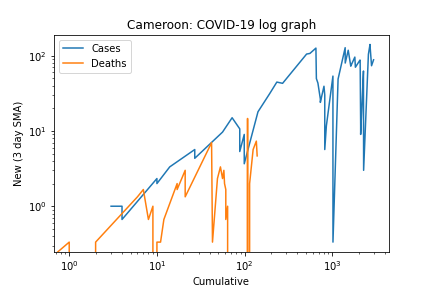 Cameroon: COVID-19 log graph
Cases
Deaths
New (3 day SMA)
10²
10¹
10⁰
10⁰ 10¹ 10² 10³
Cumulative